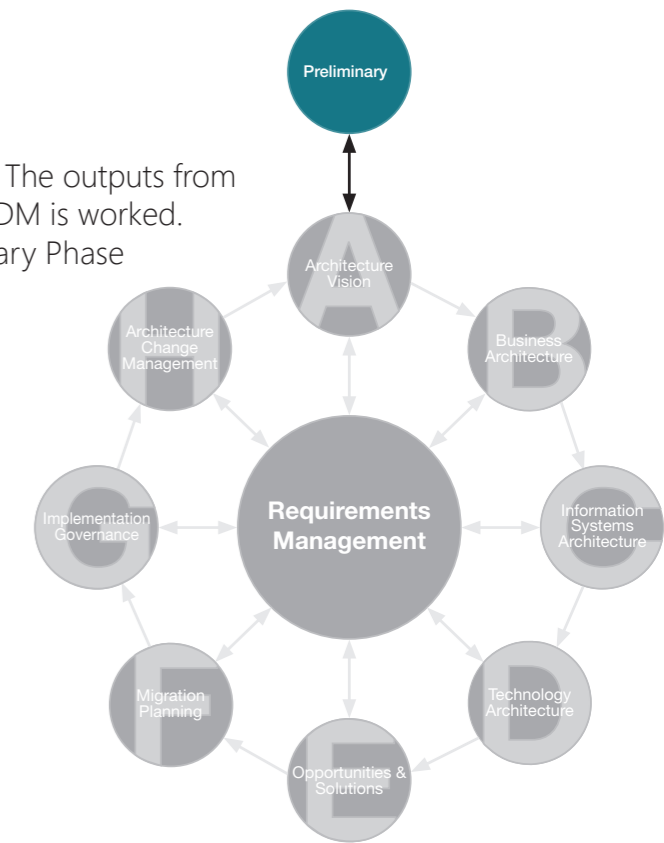 Preliminary
The outputs from
DM is worked.
ary Phase
A
Architecture
Vision
B
Business
Architecture
C
Information
Systems
Architecture
D
Technology
Architecture
E
Opportunities &
Solutions
F
Migration
Planning
G
Implementation
Governance
H
Architecture
Change
Management
Requirements
Management